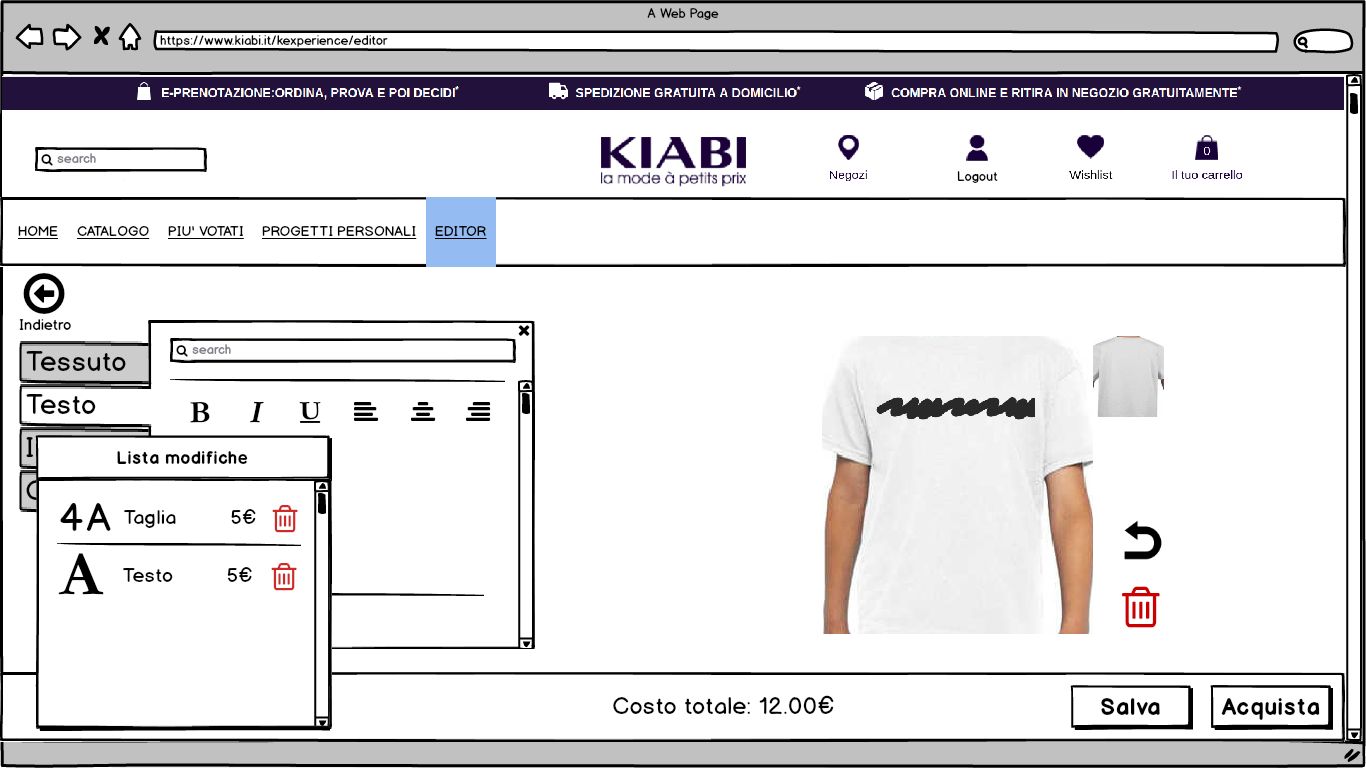 A Web Page
https://www.kiabi.it/kexperience/editor
E-PRENOTAZIONE:ORDINA, PROVA E POI DECIDI*
SPEDIZIONE GRATUITA A DOMICILIO*
COMPRA ONLINE E RITIRA IN NEGOZIO GRATUITAMENTE*
search
KIABI
la mode à petits prix
Negozi
Logout
Wishlist
0
Il tuo carrello
HOME
CATALOGO
PIU' VOTATI
PROGETTI PERSONALI
EDITOR
Indietro
Tessuto
Testo
search
B I U
Lista modifiche
4A Taglia 5€
A Testo 5€
Costo totale: 12.00€
Salva
Acquista